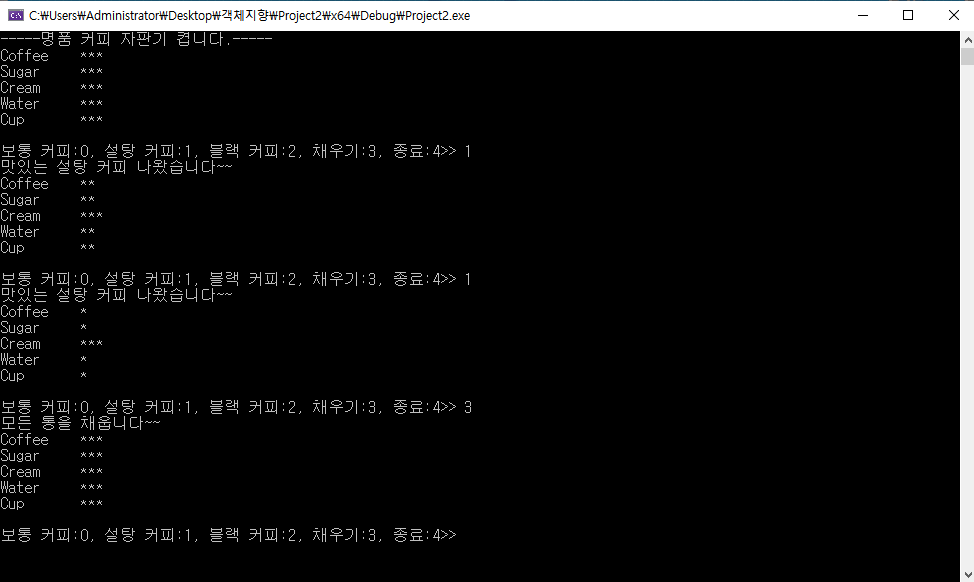 C:₩Users₩Administrator₩Desktop₩객체지향₩Project2₩x64₩Debug₩Project2.exe
-----명품 커피 자판기 켭니다.-----
Coffee    ***
Sugar     ***
Cream     ***
Water     ***
Cup       ***
보통 커피:0, 설탕 커피:1, 블랙 커피:2, 채우기:3, 종료:4>> 1
맛있는 설탕 커피 나왔습니다~~
Coffee    **
Sugar     **
Cream     ***
Water     **
Cup       **
보통 커피:0, 설탕 커피:1, 블랙 커피:2, 채우기:3, 종료:4>> 1
맛있는 설탕 커피 나왔습니다~~
Coffee    *
Sugar     *
Cream     ***
Water     *
Cup       *
보통 커피:0, 설탕 커피:1, 블랙 커피:2, 채우기:3, 종료:4>> 3
모든 통을 채웁니다~~
Coffee    ***
Sugar     ***
Cream     ***
Water     ***
Cup       ***
보통 커피:0, 설탕 커피:1, 블랙 커피:2, 채우기:3, 종료:4>>